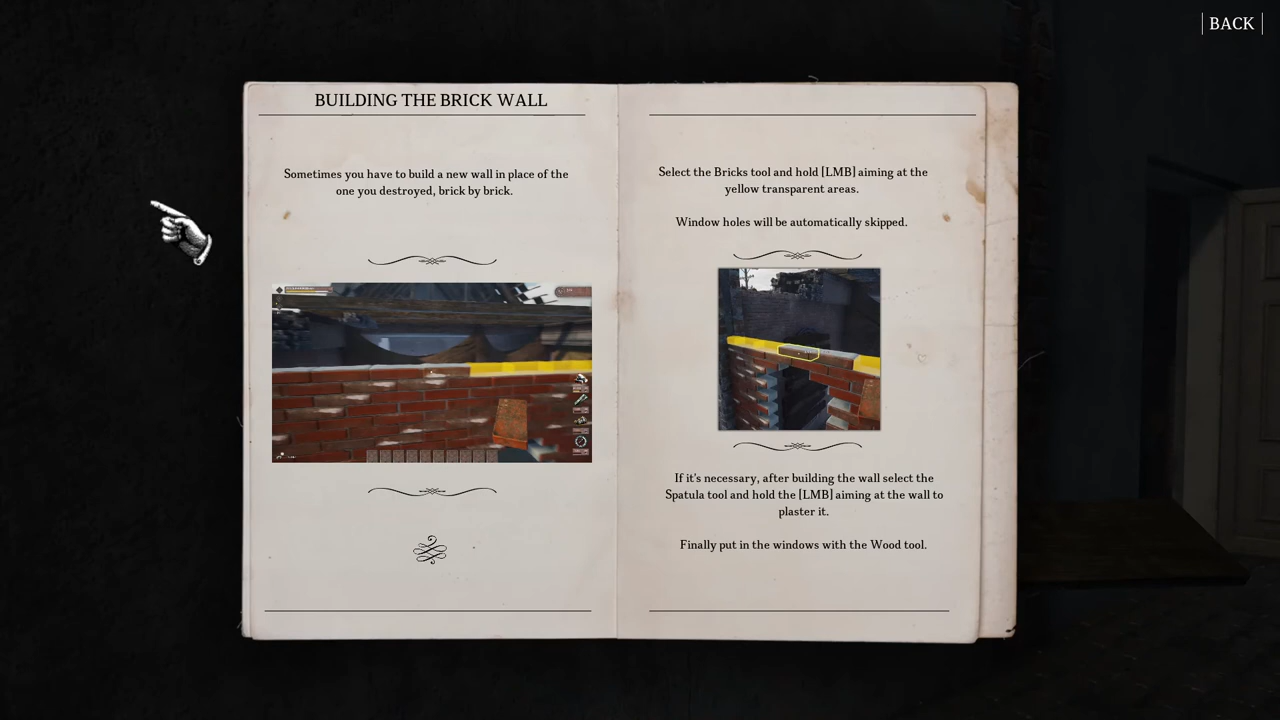 BACK
BUILDING THE BRICK WALL
Sometimes you have to build a new wall in place of the
one you destroyed, brick by brick.
Select the Bricks tool and hold [LMB] aiming at the
yellow transparent areas.
Window holes will be automatically skipped.
If it's necessary, after building the wall select the
Spatula tool and hold the [LMB] aiming at the wall to
plaster it.
Finally put in the windows with the Wood tool.